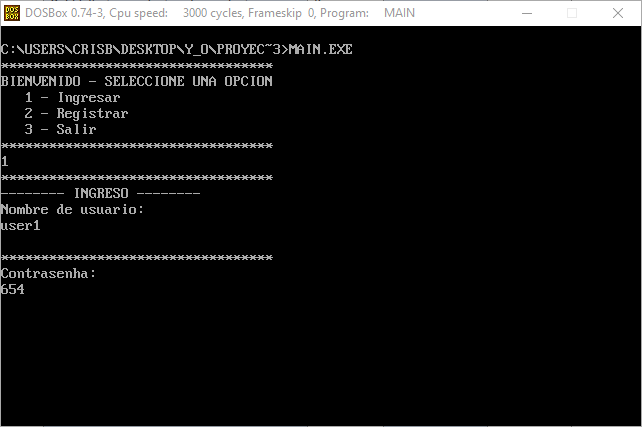 DOS BOX DOSBox 0.74-3, Cpu speed: 3000 cycles, Frameskip 0, Program: MAIN
C:\USERS\CRISB\DESKTOP\Y_O\PROYEC~3>MAIN.EXE
**********************************
BIENVENIDO - SELECCIONE UNA OPCION
1 - Ingresar
2 - Registrar
3 - Salir
**********************************
1
**********************************
-------- INGRESO --------
Nombre de usuario:
user1
**********************************
Contrasenha:
654